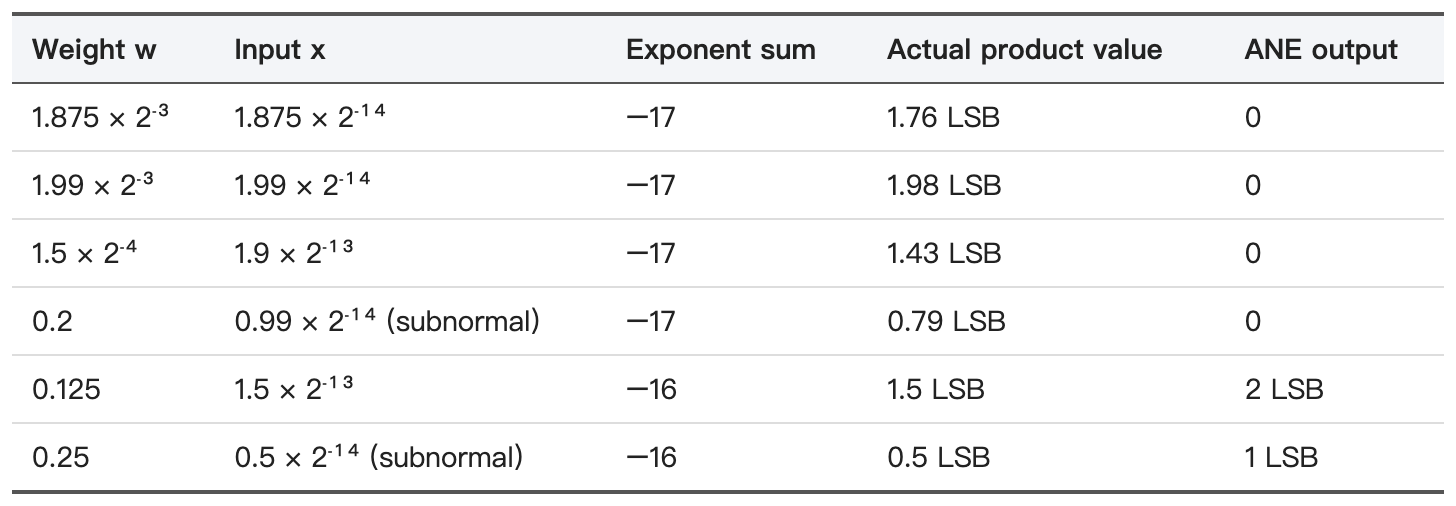 Weight w Input x Exponent sum Actual product value ANE output
1.875 × 2⁻³ 1.875 × 2⁻¹⁴ −17 1.76 LSB 0
1.99 × 2⁻³ 1.99 × 2⁻¹⁴ −17 1.98 LSB 0
1.5 × 2⁻⁴ 1.9 × 2⁻¹³ −17 1.43 LSB 0
0.2 0.99 × 2⁻¹⁴ (subnormal) −17 0.79 LSB 0
0.125 1.5 × 2⁻¹³ −16 1.5 LSB 2 LSB
0.25 0.5 × 2⁻¹⁴ (subnormal) −16 0.5 LSB 1 LSB